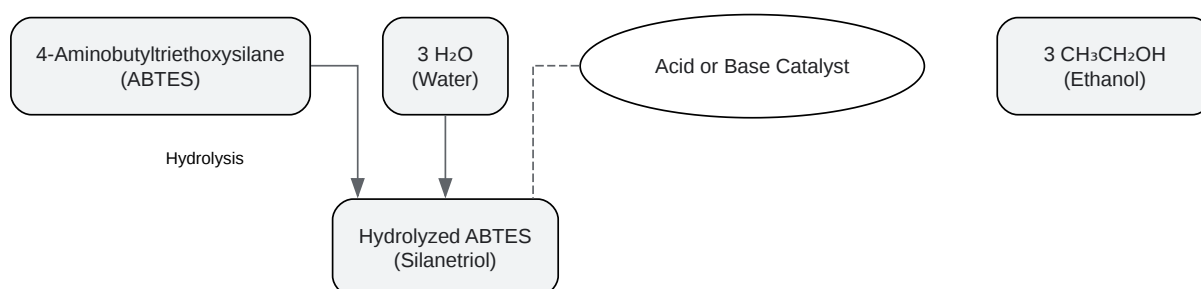 4-Aminobutyltriethoxysilane
(ABTES)
3 H₂O
(Water)
Acid or Base Catalyst
3 CH₃CH₂OH
(Ethanol)
Hydrolysis
Hydrolyzed ABTES
(Silanetriol)